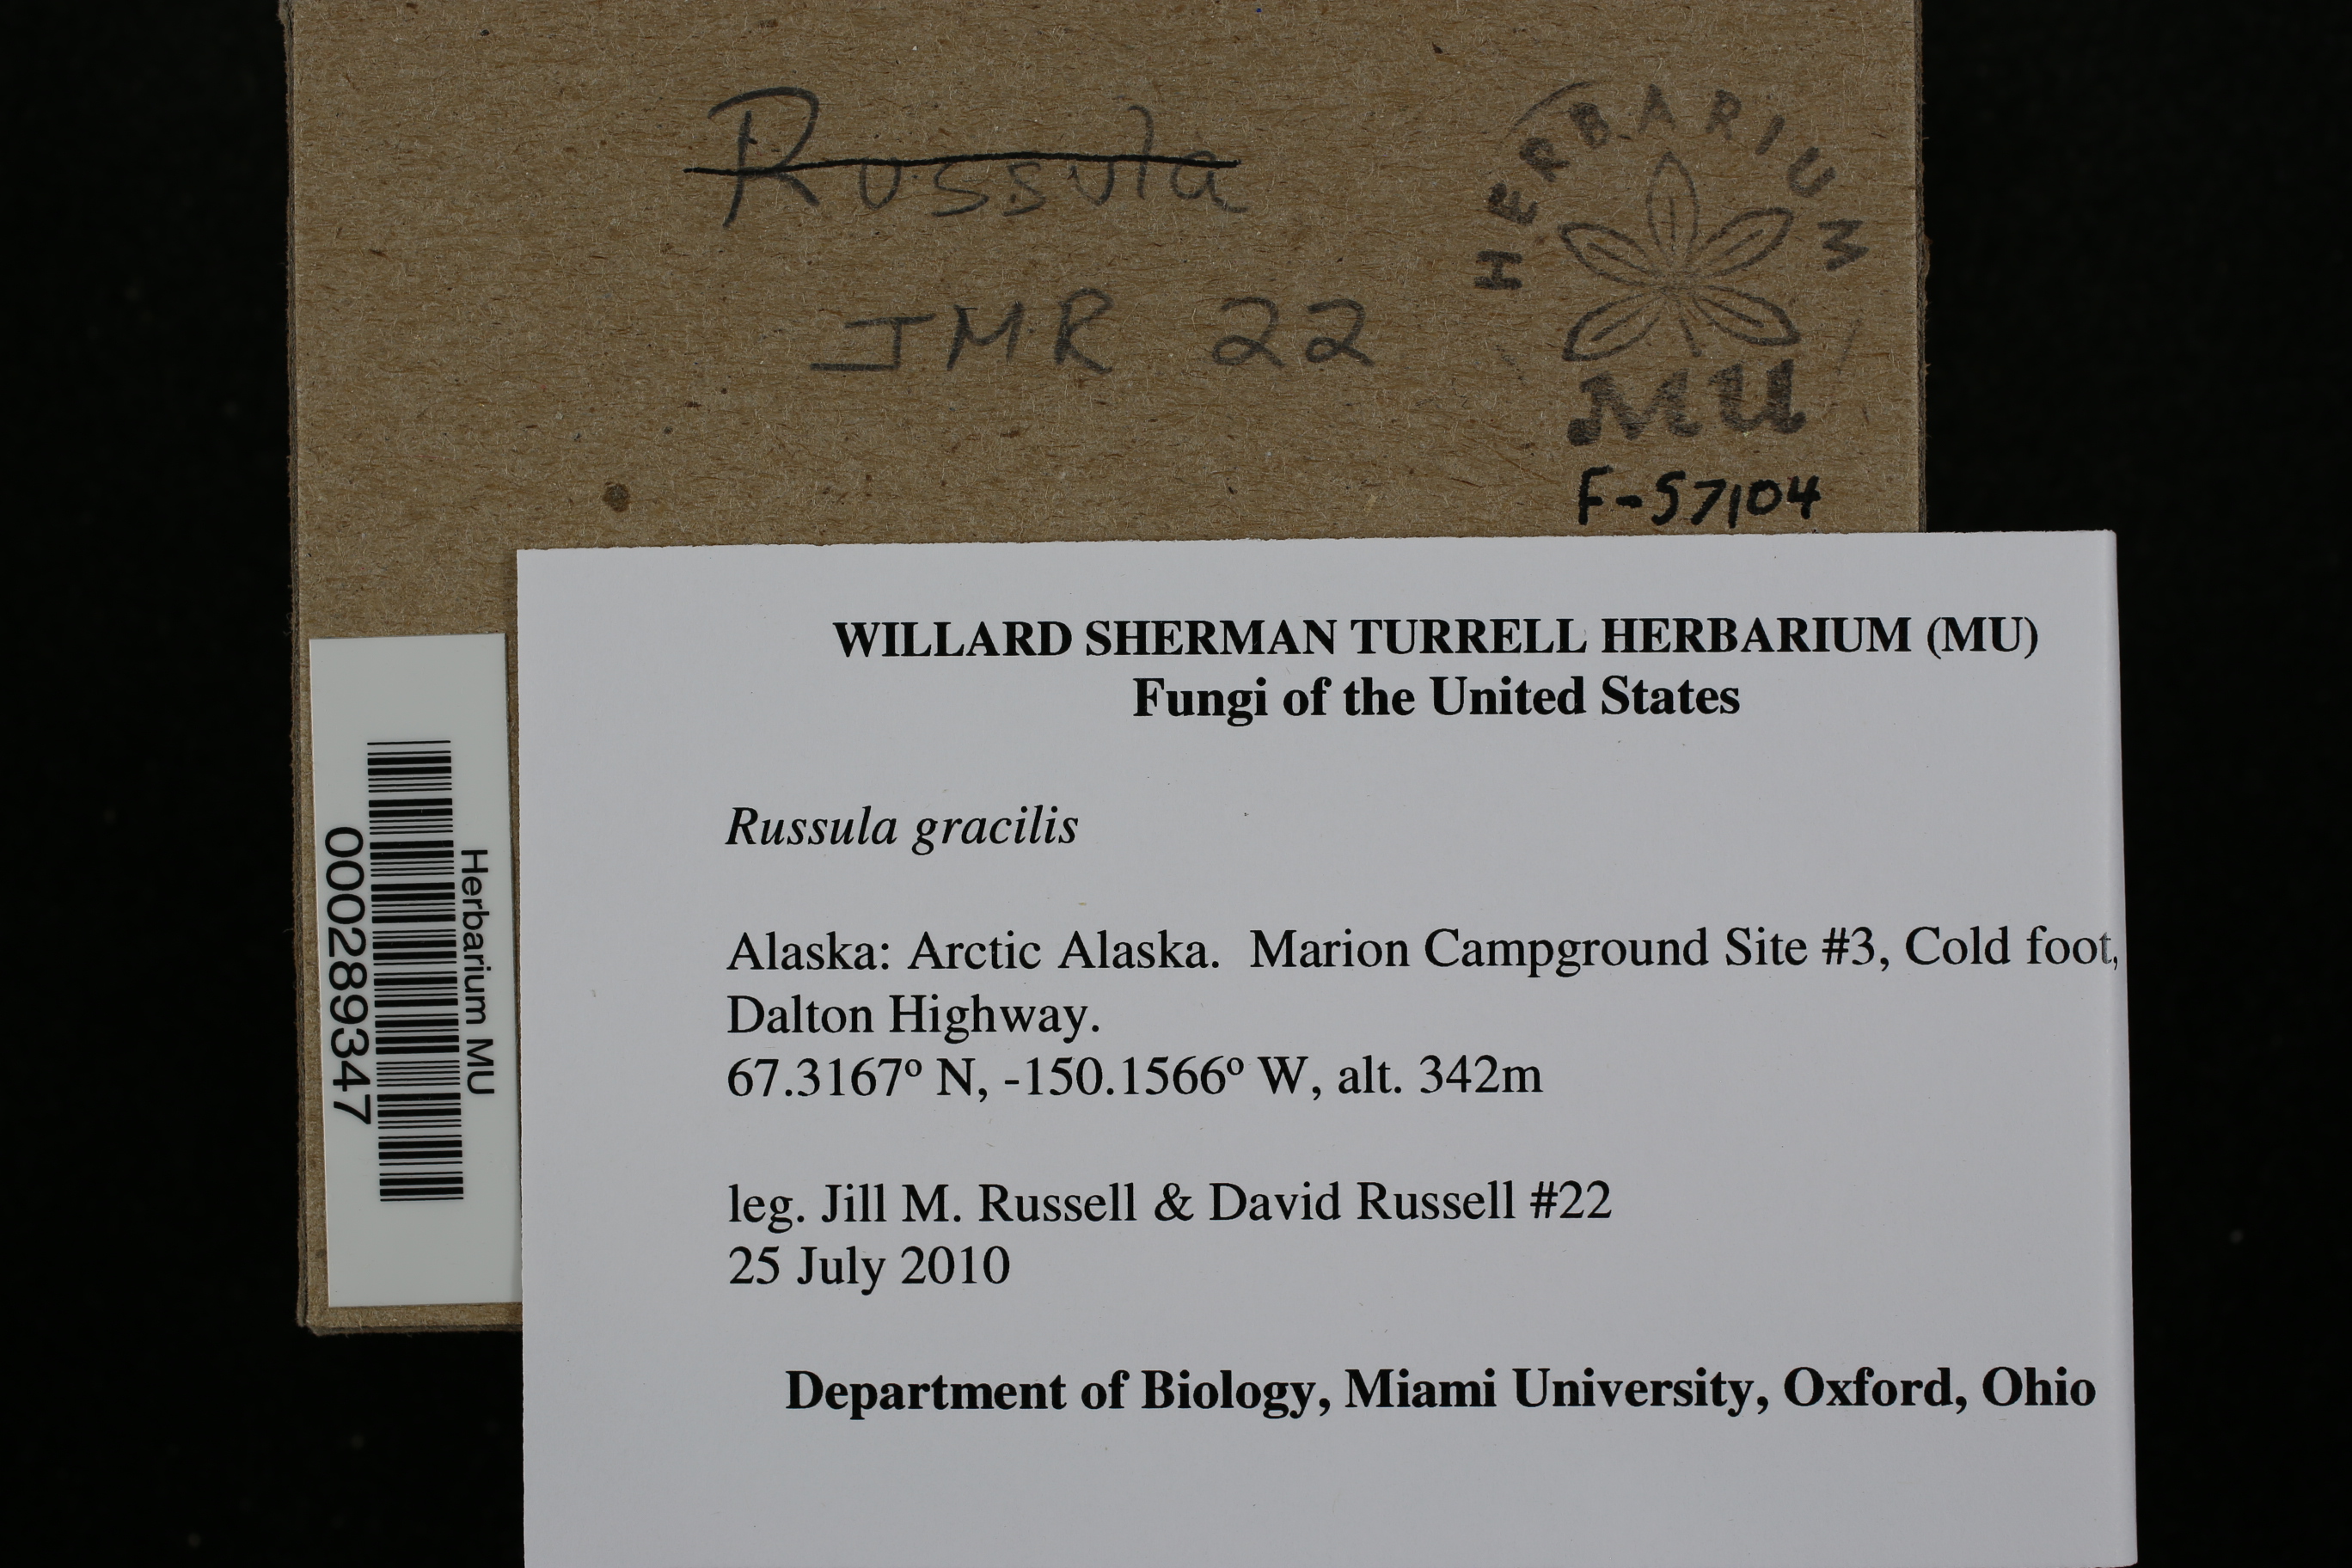 Russula
JMR 22
HERBARIUM
MU
F-57104
WILLARD SHERMAN TURRELL HERBARIUM (MU)
Fungi of the United States
Russula gracilis
Alaska: Arctic Alaska. Marion Campground Site #3, Cold foot,
Dalton Highway.
67.3167º N, -150.1566º W, alt. 342m
leg. Jill M. Russell & David Russell #22
25 July 2010
Department of Biology, Miami University, Oxford, Ohio
Herbarium MU
000289347